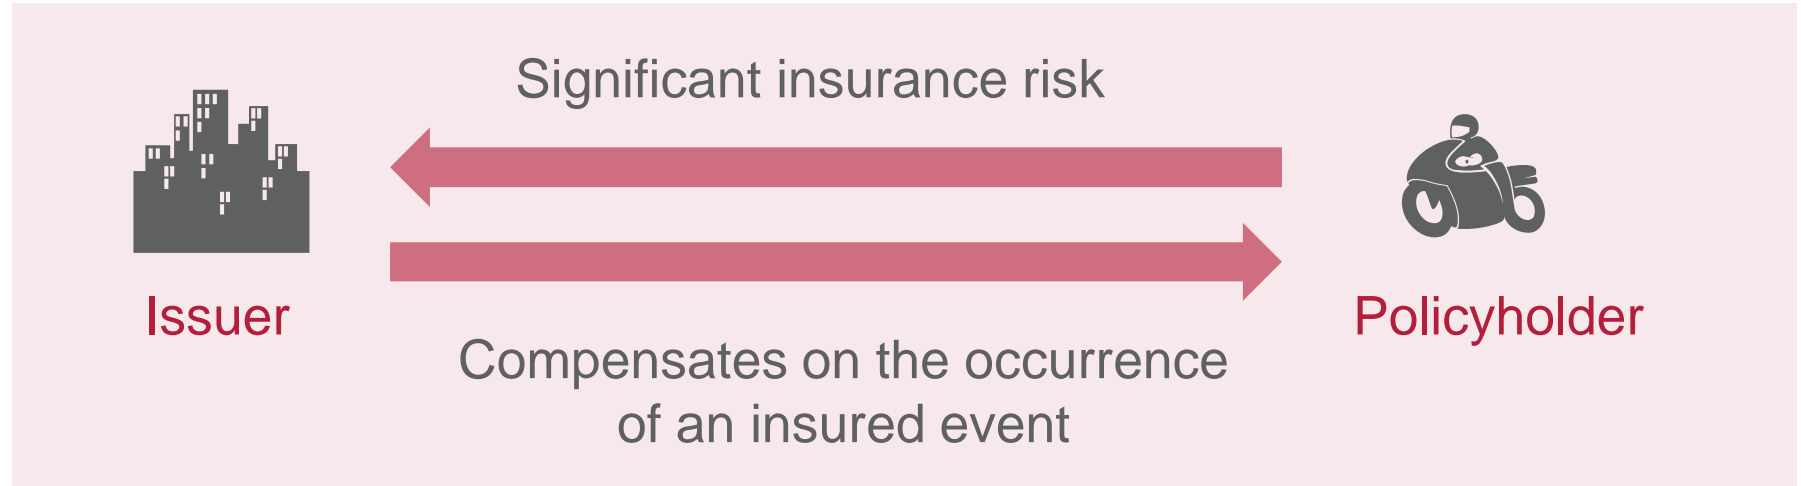 Significant insurance risk
Issuer
Policyholder
Compensates on the occurrence
of an insured event